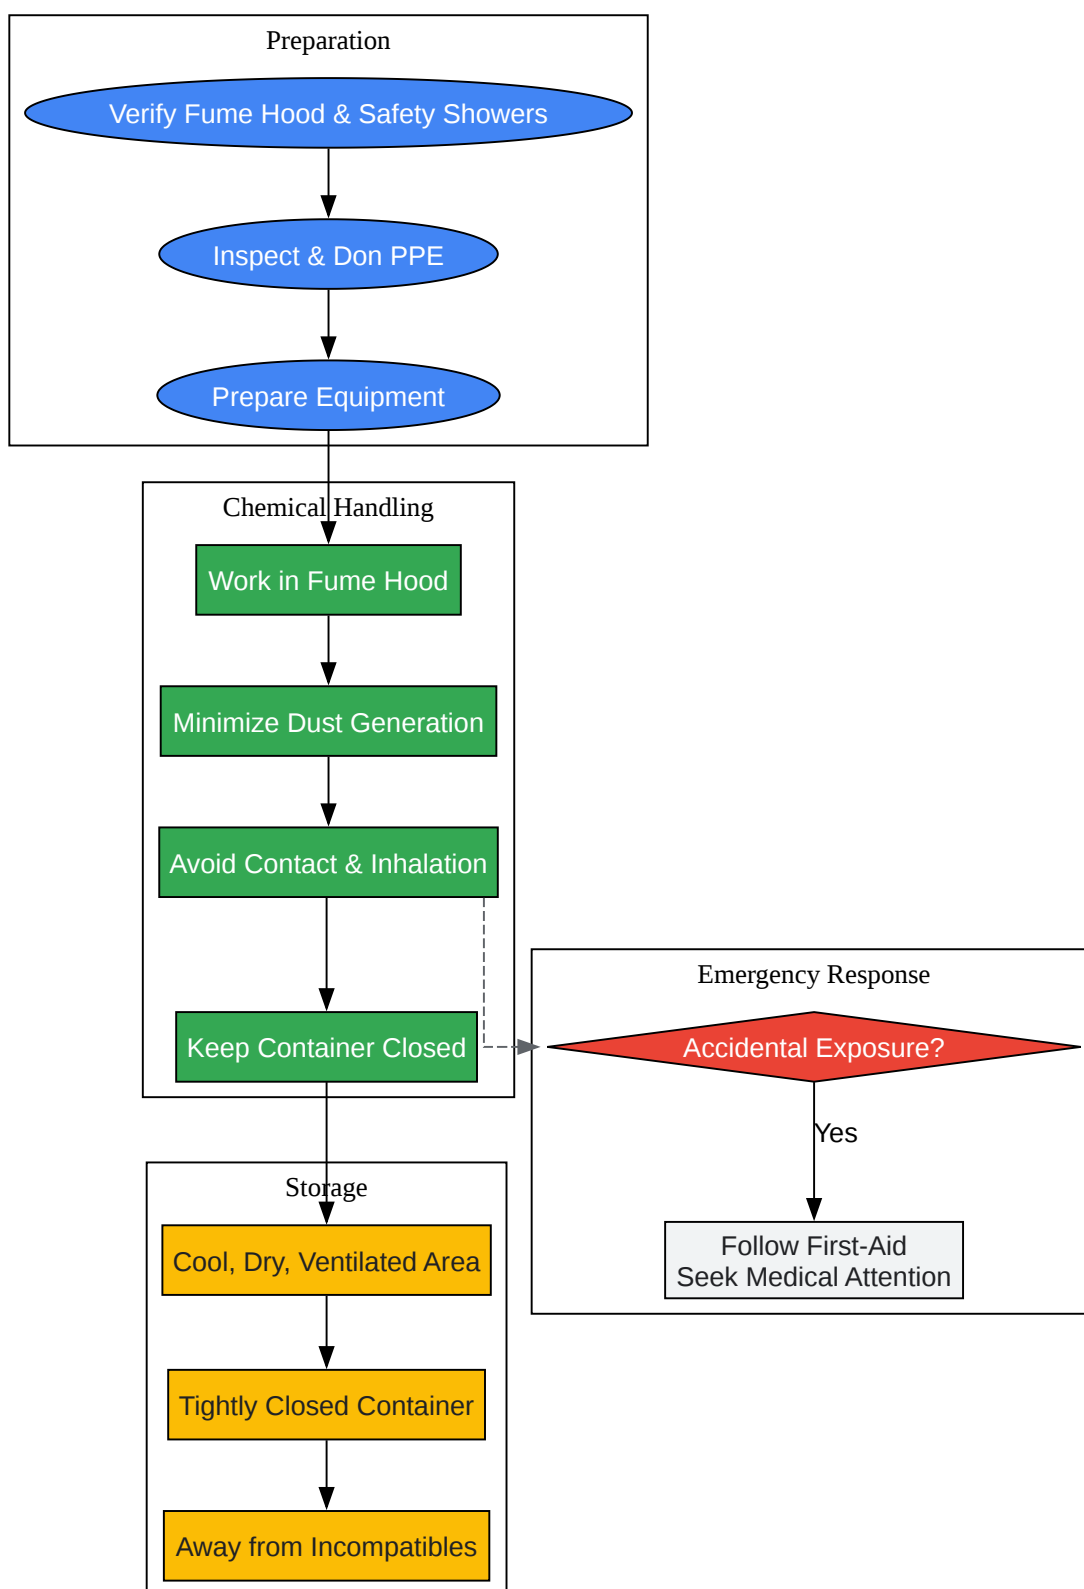 Preparation
Verify Fume Hood & Safety Showers
Inspect & Don PPE
Prepare Equipment
Chemical Handling
Work in Fume Hood
Minimize Dust Generation
Avoid Contact & Inhalation
Keep Container Closed
Emergency Response
Accidental Exposure?
Yes
Follow First-Aid
Seek Medical Attention
Storage
Cool, Dry, Ventilated Area
Tightly Closed Container
Away from Incompatibles